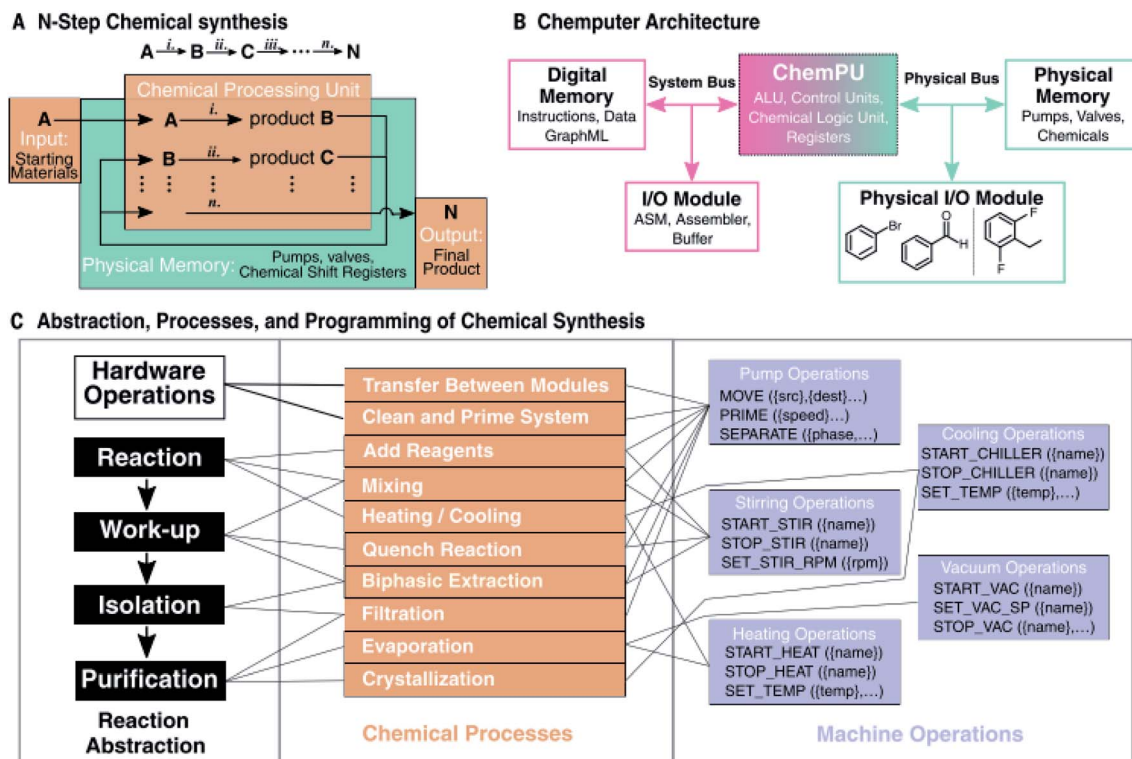 A N-Step Chemical synthesis
A i. B ii. C iii. ⋯ n. N
Chemical Processing Unit
A
Input:
Starting
Materials
A i. product B
B ii. product C
⋮ ⋮ ⋮ ⋮
n.
N
Output:
Final
Product
Physical Memory: Pumps, valves,
Chemical Shift Registers
B Chemputer Architecture
Digital
Memory
Instructions, Data
GraphML
System Bus
ChemPU
ALU, Control Units,
Chemical Logic Unit,
Registers
Physical Bus
Physical
Memory
Pumps, Valves,
Chemicals
I/O Module
ASM, Assembler,
Buffer
Physical I/O Module
Br
O
H
F
F
C Abstraction, Processes, and Programming of Chemical Synthesis
Hardware
Operations
Reaction
Work-up
Isolation
Purification
Reaction
Abstraction
Transfer Between Modules
Clean and Prime System
Add Reagents
Mixing
Heating / Cooling
Quench Reaction
Biphasic Extraction
Filtration
Evaporation
Crystallization
Chemical Processes
Pump Operations
MOVE ({src},{dest}…)
PRIME ({speed}…)
SEPARATE ({phase,…)
Cooling Operations
START_CHILLER ({name})
STOP_CHILLER ({name})
SET_TEMP ({temp},…)
Stirring Operations
START_STIR ({name})
STOP_STIR ({name})
SET_STIR_RPM ({rpm})
Vacuum Operations
START_VAC ({name})
SET_VAC_SP ({name})
STOP_VAC ({name},…)
Heating Operations
START_HEAT ({name})
STOP_HEAT ({name})
SET_TEMP ({temp},…)
Machine Operations